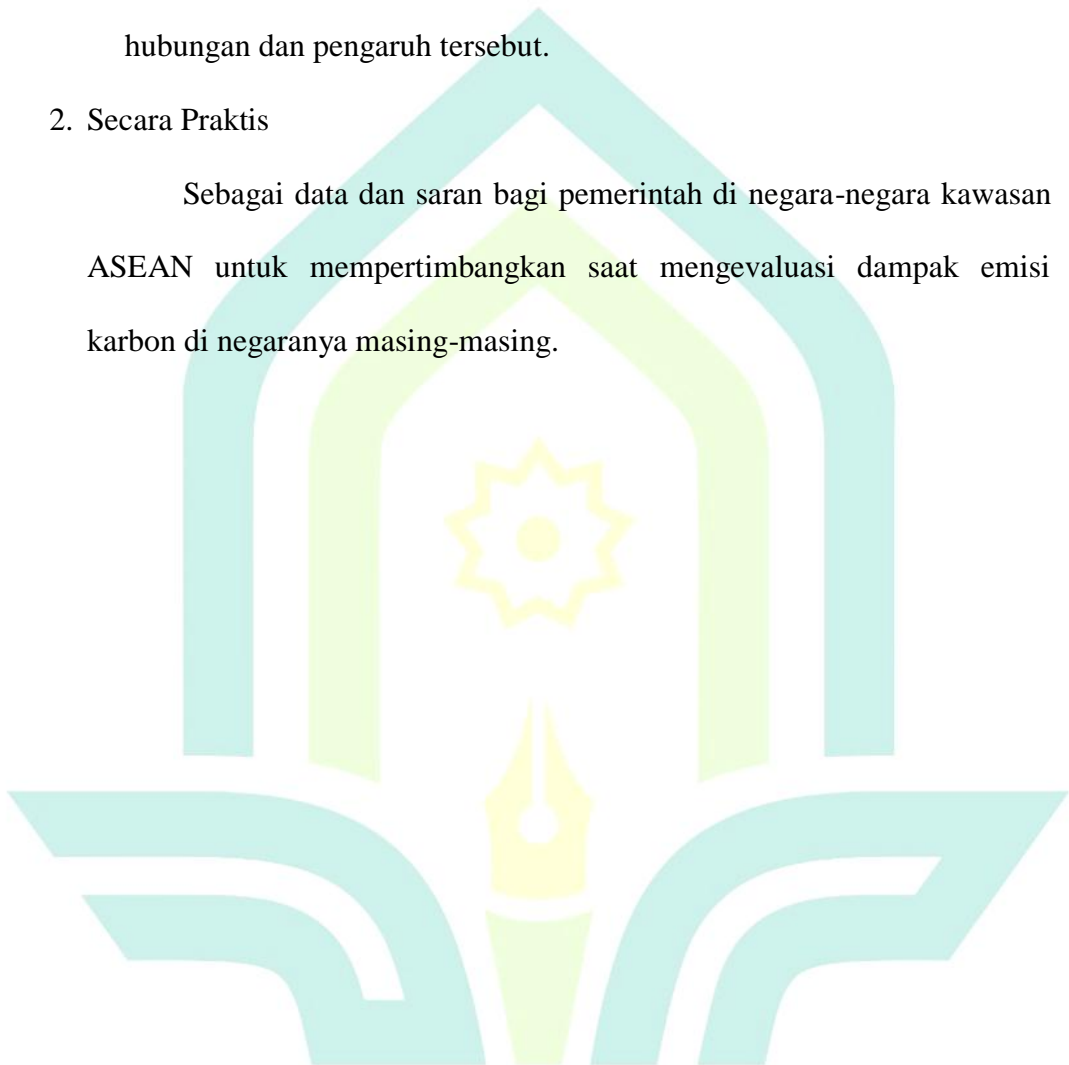 hubungan dan pengaruh tersebut.
2. Secara Praktis
Sebagai data dan saran bagi pemerintah di negara-negara kawasan
ASEAN untuk mempertimbangkan saat mengevaluasi dampak emisi
karbon di negaranya masing-masing.